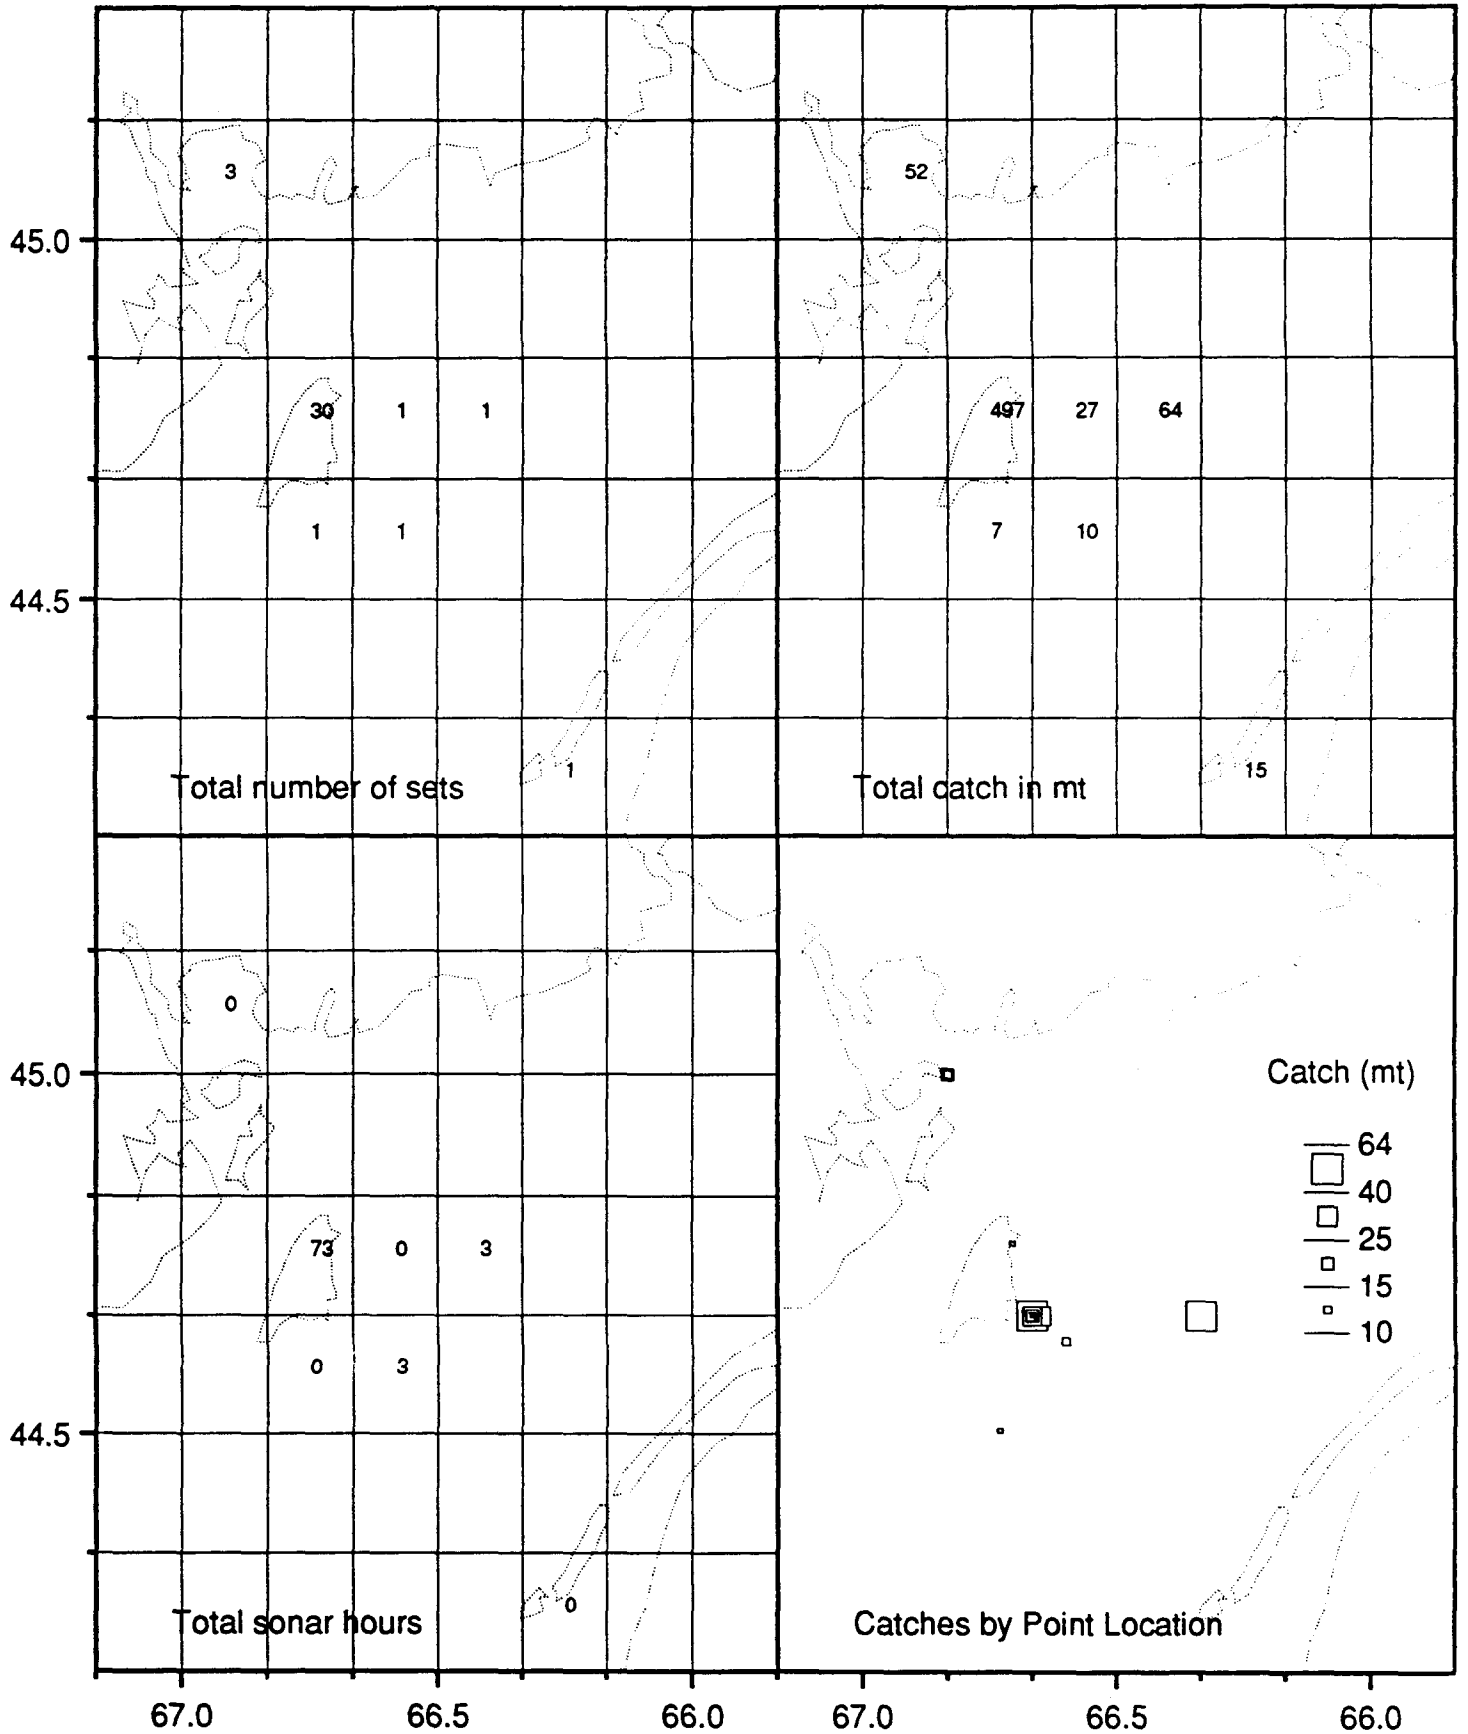 3
52
45.0
30 1 1
497 27 64
1 1
7 10
44.5
1
15
Total number of sets
Total catch in mt
0
45.0
Catch (mt)
64
40
25
15
10
73 0 3
0 3
44.5
0
Total sonar hours
Catches by Point Location
67.0 66.5 66.0 67.0 66.5 66.0